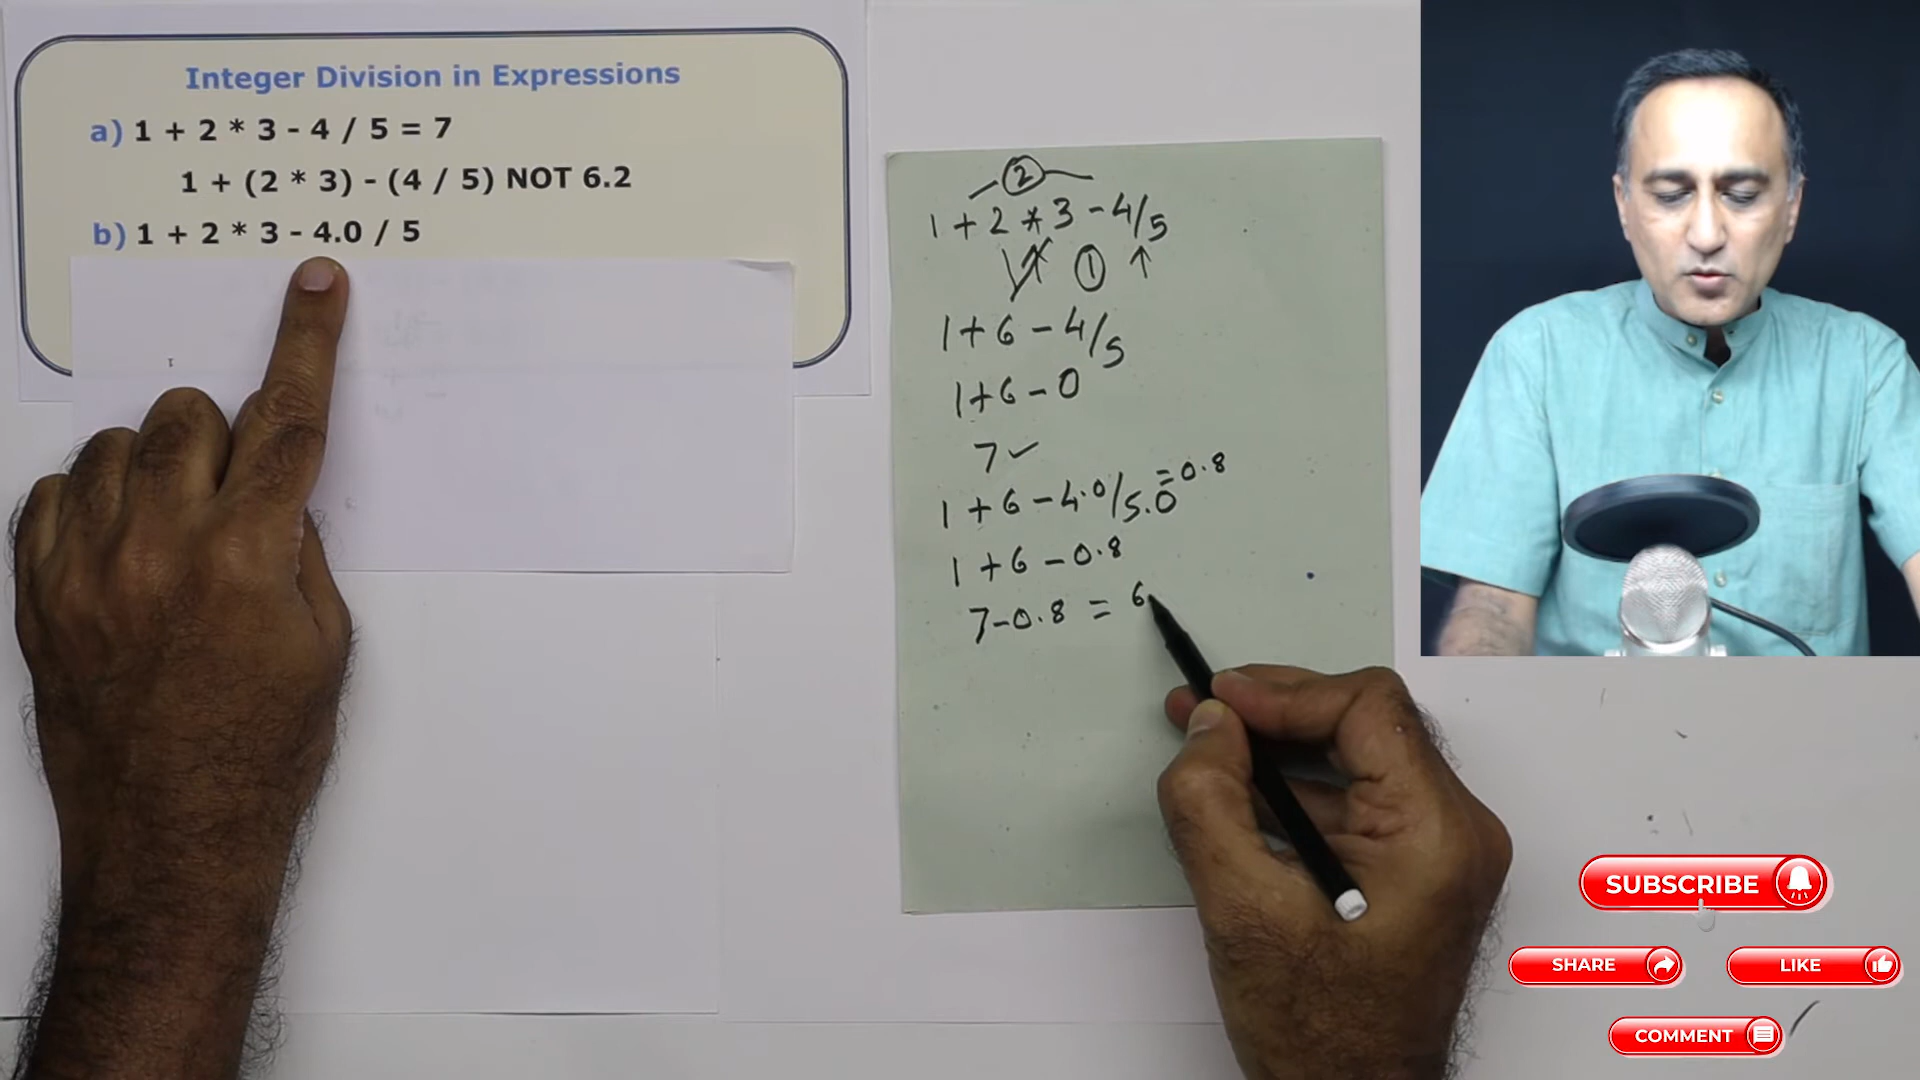 Integer Division in Expressions
a) 1 + 2 * 3 - 4 / 5 = 7
1 + (2 * 3) - (4 / 5) NOT 6.2
b) 1 + 2 * 3 - 4.0 / 5
2
1 + 2 * 3 - 4/5
1
1 + 6 - 4/5
1 + 6 - 0
7 ✓
1 + 6 - 4.0/5.0 = 0.8
1 + 6 - 0.8
7 - 0.8 = 6.
SUBSCRIBE
SHARE
LIKE
COMMENT